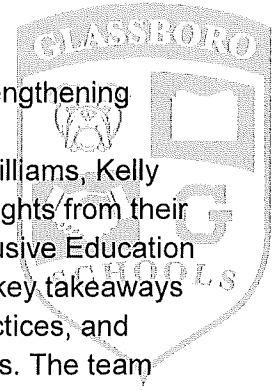 GLASSBORO
engthening
illiams, Kelly
ghts from their
usive Education
G
SCHOOLS
key takeaways
ctices, and
s. The team